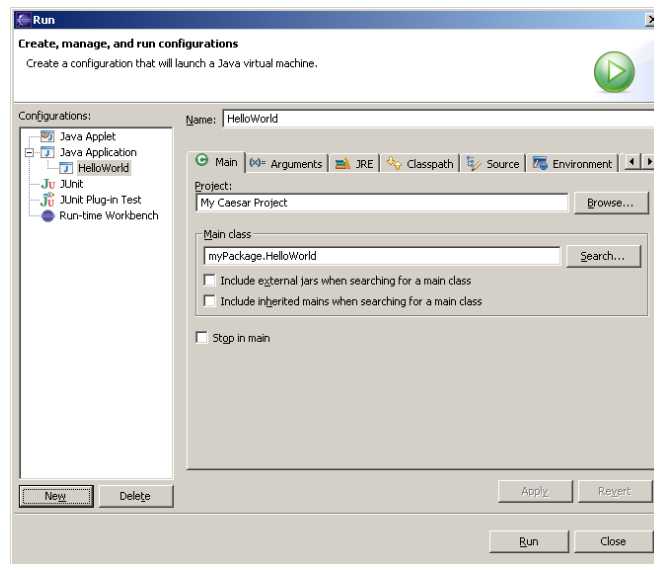 Run
Create, manage, and run configurations
Create a configuration that will launch a Java virtual machine.
Configurations:
Java Applet
Java Application
HelloWorld
JUnit
JUnit Plug-in Test
Run-time Workbench
New
Delete
Name: HelloWorld
Main (x)= Arguments JRE Classpath Source Environment
Project:
My Caesar Project Browse...
Main class
myPackage.HelloWorld Search...
Include external jars when searching for a main class
Include inherited mains when searching for a main class
Stop in main
Apply Revert
Run Close